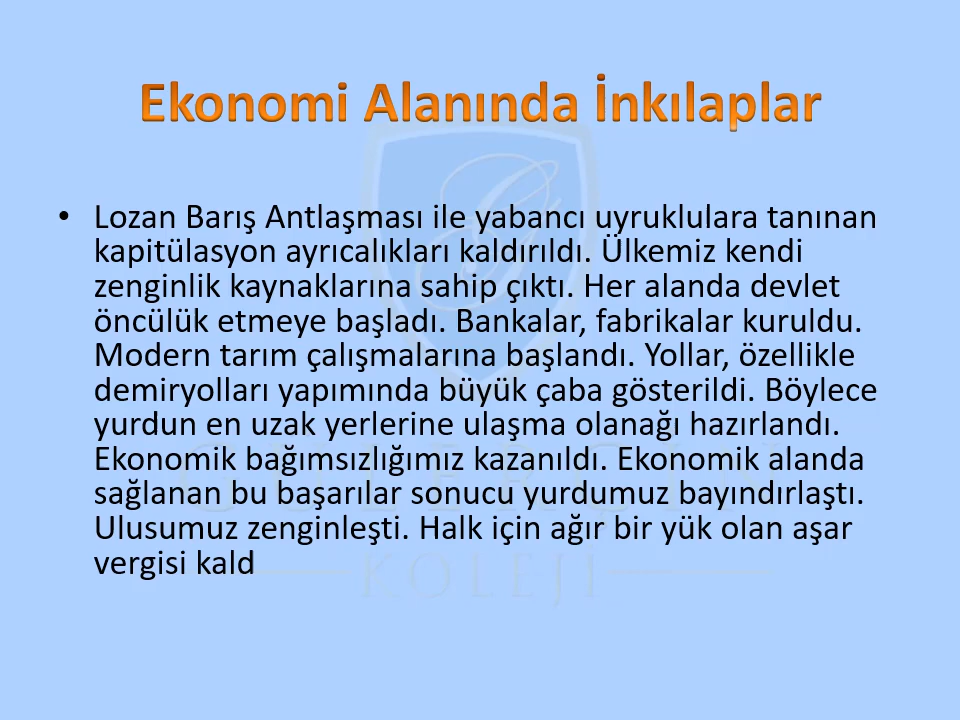 Ekonomi Alanında İnkılaplar
• Lozan Barış Antlaşması ile yabancı uyruklulara tanınan
kapitülasyon ayrıcalıkları kaldırıldı. Ülkemiz kendi
zenginlik kaynaklarına sahip çıktı. Her alanda devlet
öncülük etmeye başladı. Bankalar, fabrikalar kuruldu.
Modern tarım çalışmalarına başlandı. Yollar, özellikle
demiryolları yapımında büyük çaba gösterildi. Böylece
yurdun en uzak yerlerine ulaşma olanağı hazırlandı.
Ekonomik bağımsızlığımız kazanıldı. Ekonomik alanda
sağlanan bu başarılar sonucu yurdumuz bayındırlaştı.
Ulusumuz zenginleşti. Halk için ağır bir yük olan aşar
vergisi kald
KOLEJİ